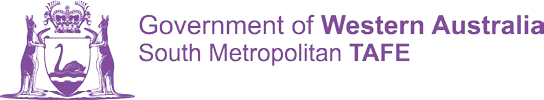 Government of Western Australia
South Metropolitan TAFE